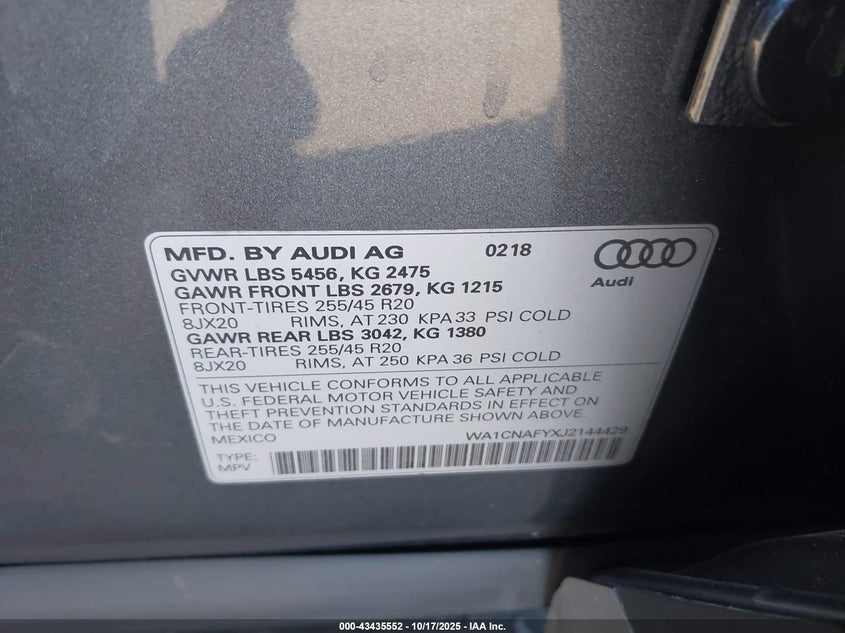 MFD. BY AUDI AG 0218
GVWR LBS 5456, KG 2475
GAWR FRONT LBS 2679, KG 1215
FRONT-TIRES 255/45 R20
8JX20 RIMS, AT 230 KPA 33 PSI COLD
GAWR REAR LBS 3042, KG 1380
REAR-TIRES 255/45 R20
8JX20 RIMS, AT 250 KPA 36 PSI COLD
Audi
THIS VEHICLE CONFORMS TO ALL APPLICABLE
U.S. FEDERAL MOTOR VEHICLE SAFETY AND
THEFT PREVENTION STANDARDS IN EFFECT ON
THE DATE OF MANUFACTURE SHOWN ABOVE.
MEXICO WA1CNAFYXJ2144429
TYPE:
MPV
000-43435552 - 10/17/2025 - IAA Inc.